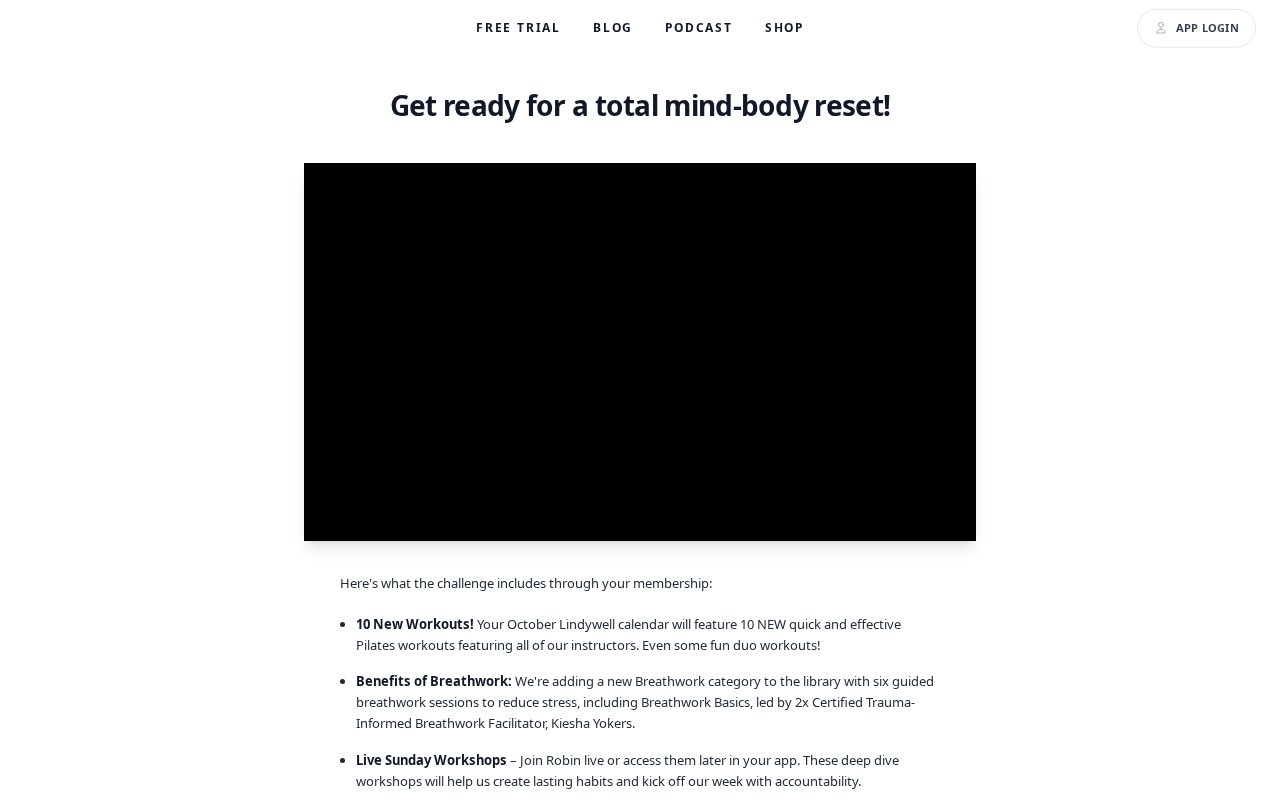 FREE TRIAL BLOG PODCAST SHOP APP LOGIN
Get ready for a total mind-body reset!
Here's what the challenge includes through your membership:
10 New Workouts! Your October Lindywell calendar will feature 10 NEW quick and effective
Pilates workouts featuring all of our instructors. Even some fun duo workouts!
Benefits of Breathwork: We're adding a new Breathwork category to the library with six guided
breathwork sessions to reduce stress, including Breathwork Basics, led by 2x Certified Trauma-
Informed Breathwork Facilitator, Kiesha Yokers.
Live Sunday Workshops – Join Robin live or access them later in your app. These deep dive
workshops will help us create lasting habits and kick off our week with accountability.